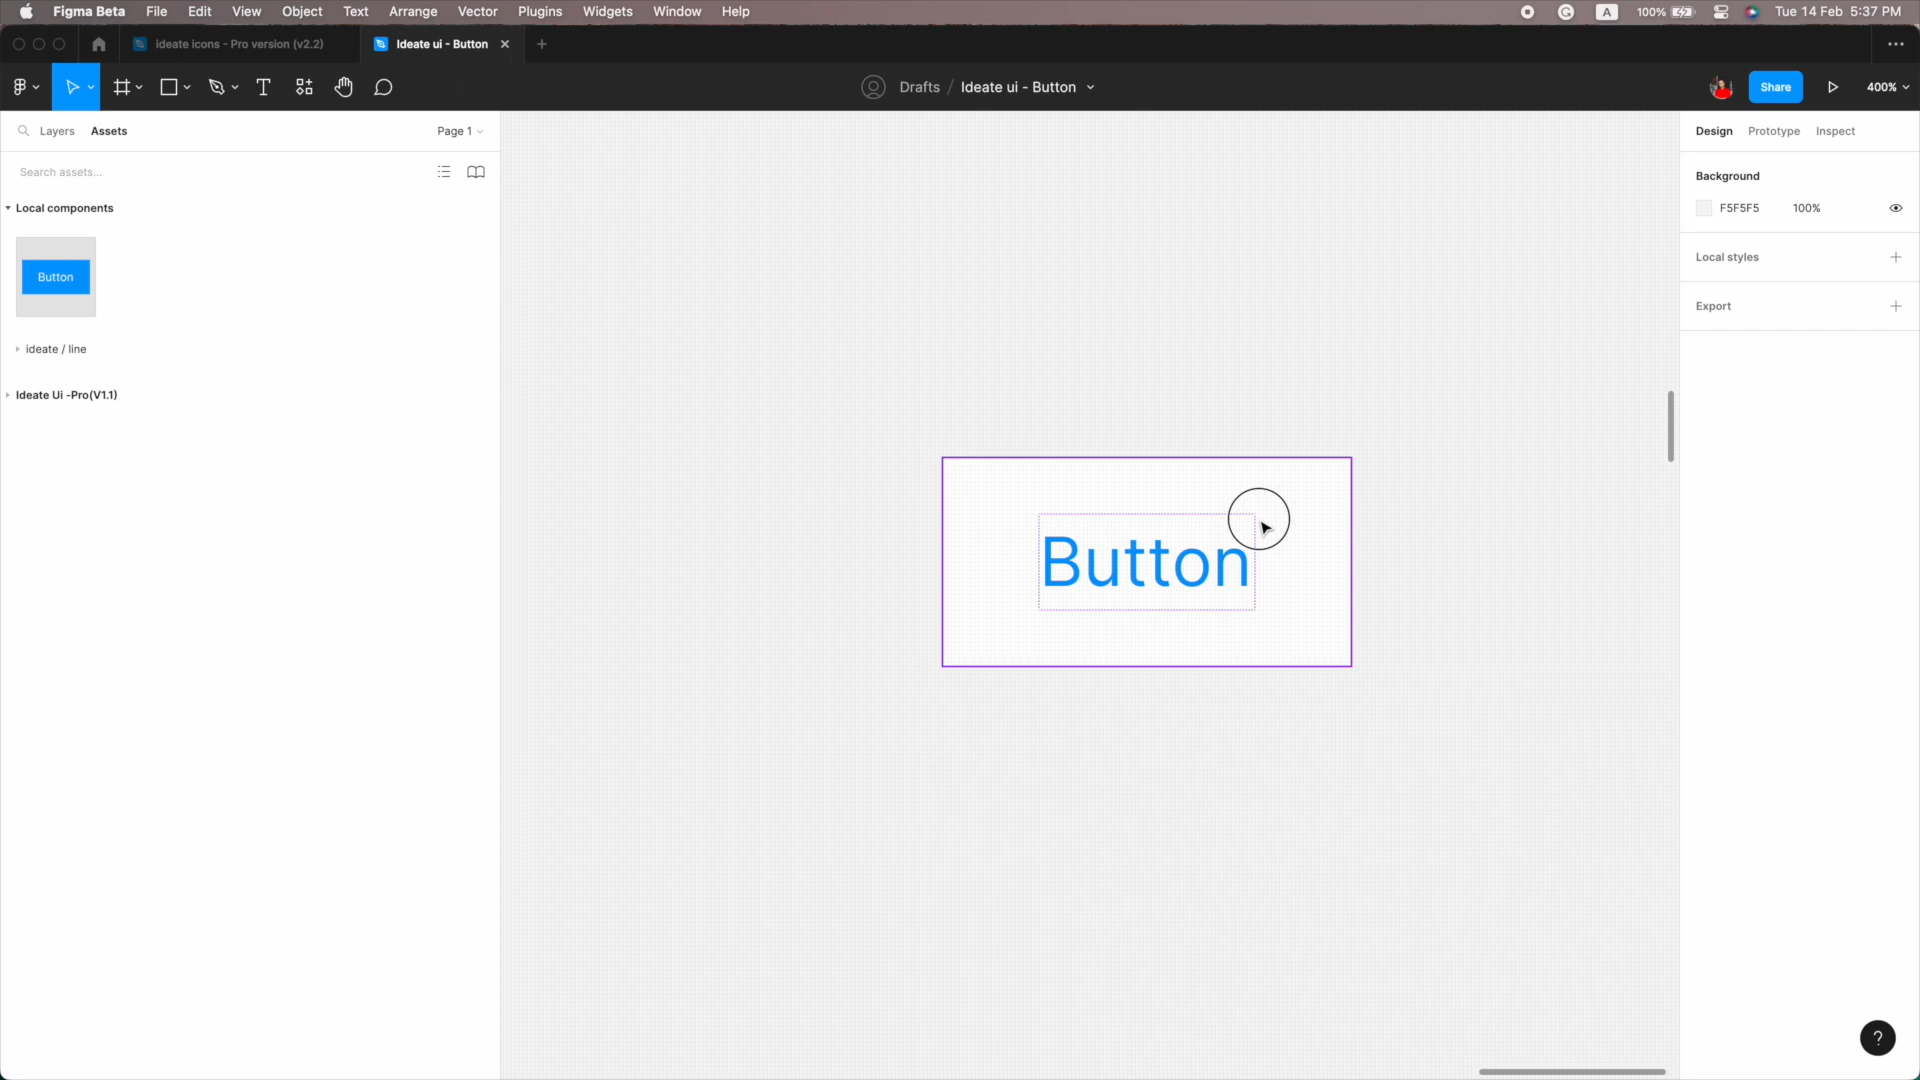 Figma Beta File Edit View Object Text Arrange Vector Plugins Widgets Window Help A 100% Tue 14 Feb 5:37 PM
Ideate icons - Pro version (v2.2) Ideate ui - Button
T Drafts / Ideate ui - Button Share 400%
Layers Assets Page 1
Search assets...
Local components
Button
ideate / line
Ideate Ui -Pro(V1.1)
Button
Design Prototype Inspect
Background
F5F5F5 100%
Local styles
Export
?